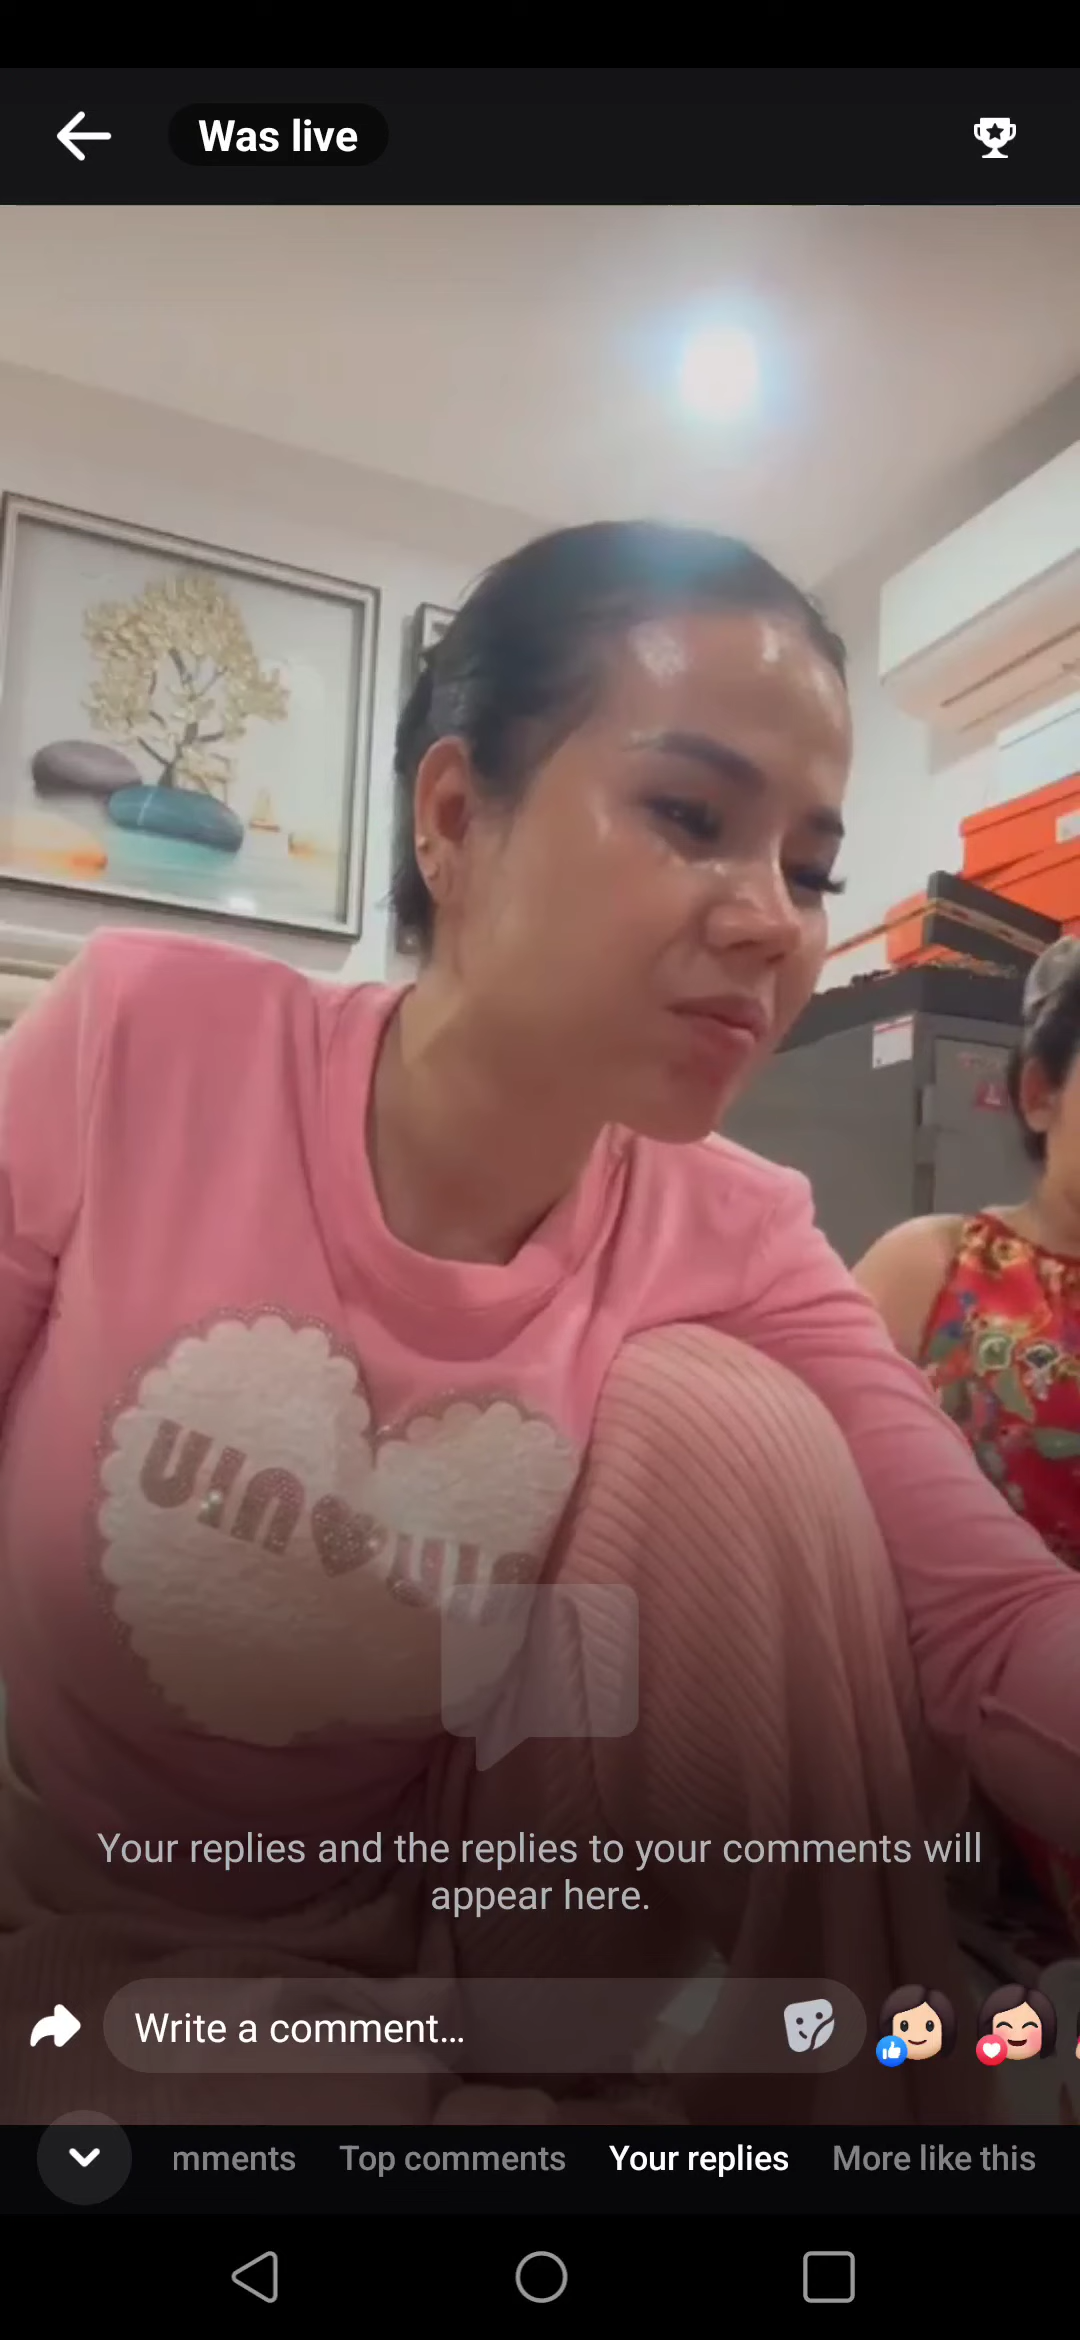 Was live
Your replies and the replies to your comments will
appear here.
Write a comment...
mments
Top comments
Your replies
More like this